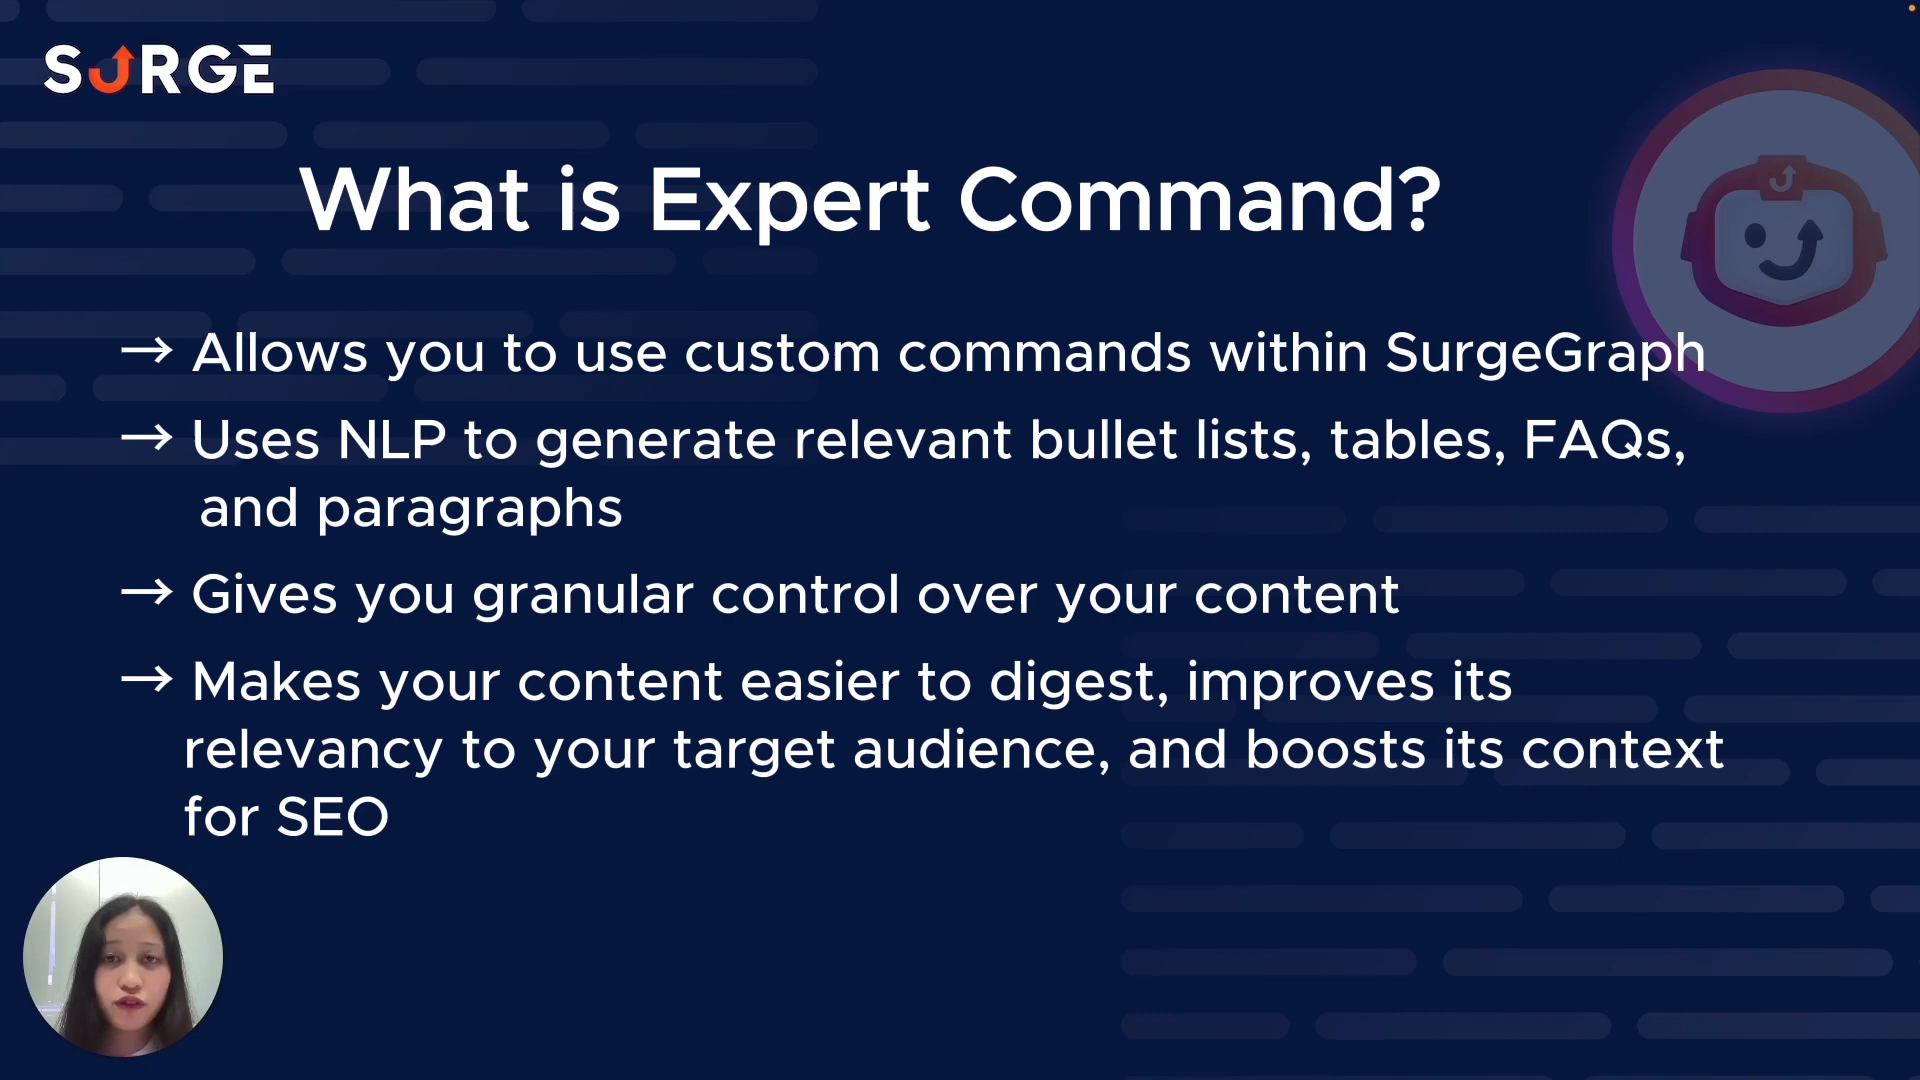 SURGE
What is Expert Command?
→ Allows you to use custom commands within SurgeGraph
→ Uses NLP to generate relevant bullet lists, tables, FAQs,
and paragraphs
→ Gives you granular control over your content
→ Makes your content easier to digest, improves its
relevancy to your target audience, and boosts its context
for SEO